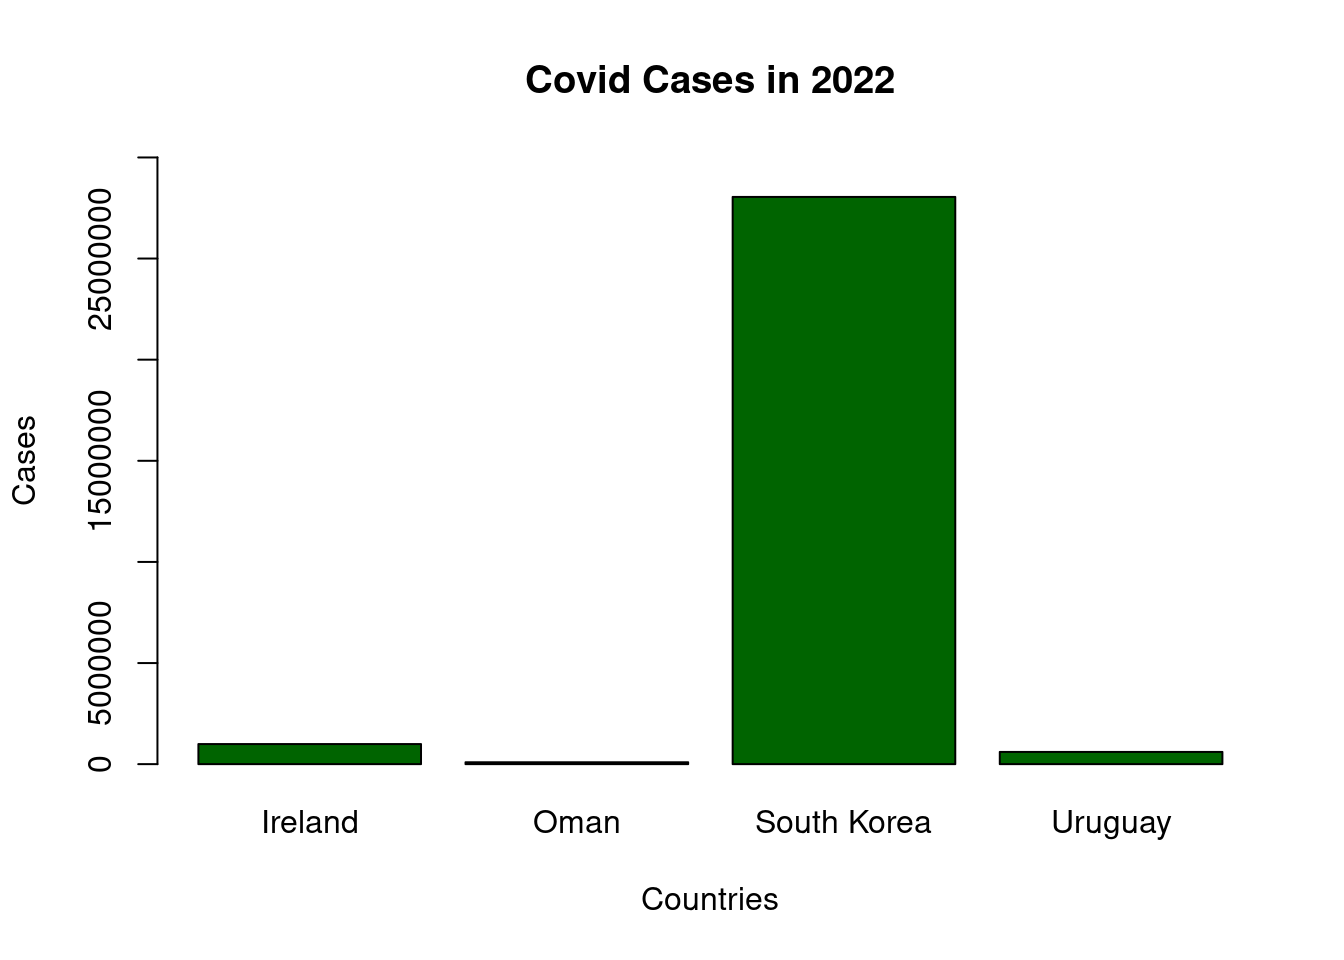 Covid Cases in 2022
Cases
25000000
15000000
5000000
0
Ireland Oman South Korea Uruguay
Countries